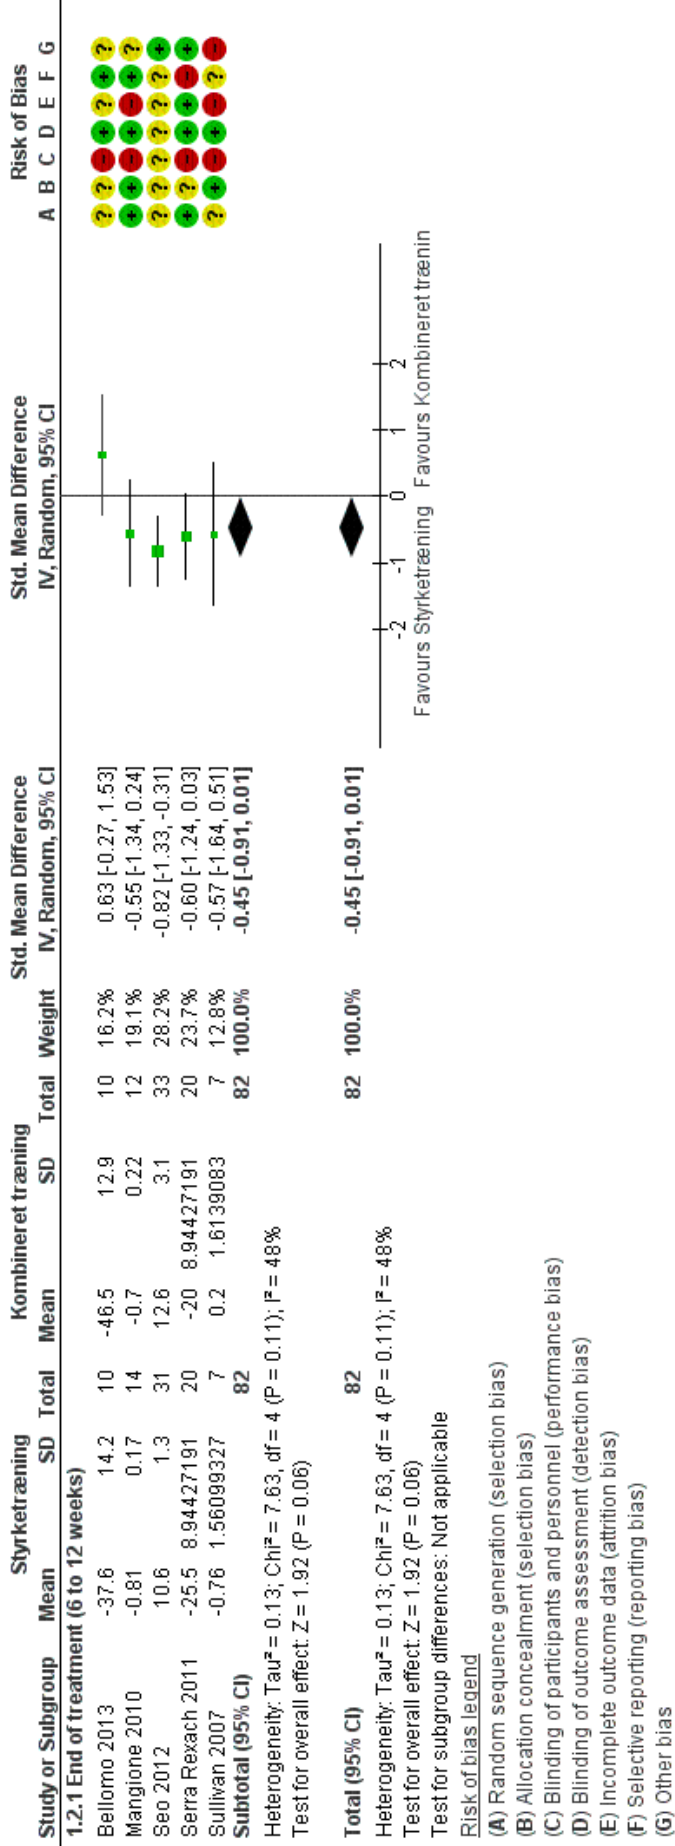 Styrketræning Kombineret træning Std. Mean Difference Std. Mean Difference Risk of Bias
Study or Subgroup Mean SD Total Mean SD Total Weight IV, Random, 95% CI IV, Random, 95% CI A B C D E F G
1.2.1 End of treatment (6 to 12 weeks)
Bellomo 2013 -37.6 14.2 10 -46.5 12.9 10 16.2% 0.63 [-0.27, 1.53] ? ? - + ? + ?
Mangione 2010 -0.81 0.17 14 -0.7 0.22 12 19.1% -0.55 [-1.34, 0.24] + + - + - + ?
Seo 2012 10.6 1.3 31 12.6 3.1 33 28.2% -0.82 [-1.33, -0.31] ? ? ? ? ? ? +
Serra Rexach 2011 -25.5 8.94427191 20 -20 8.94427191 20 23.7% -0.60 [-1.24, 0.03] + ? - + + - +
Sullivan 2007 -0.76 1.56099327 7 0.2 1.6139083 7 12.8% -0.57 [-1.64, 0.51] ? + - + - ? -
Subtotal (95% CI) 82 82 100.0% -0.45 [-0.91, 0.01]
Heterogeneity: Tau² = 0.13; Chi² = 7.63, df = 4 (P = 0.11); I² = 48%
Test for overall effect: Z = 1.92 (P = 0.06)
Total (95% CI) 82 82 100.0% -0.45 [-0.91, 0.01]
Heterogeneity: Tau² = 0.13; Chi² = 7.63, df = 4 (P = 0.11); I² = 48%
Test for overall effect: Z = 1.92 (P = 0.06)
Test for subgroup differences: Not applicable
-2 -1 0 1 2
Favours Styrketræning Favours Kombineret trænin
Risk of bias legend
(A) Random sequence generation (selection bias)
(B) Allocation concealment (selection bias)
(C) Blinding of participants and personnel (performance bias)
(D) Blinding of outcome assessment (detection bias)
(E) Incomplete outcome data (attrition bias)
(F) Selective reporting (reporting bias)
(G) Other bias